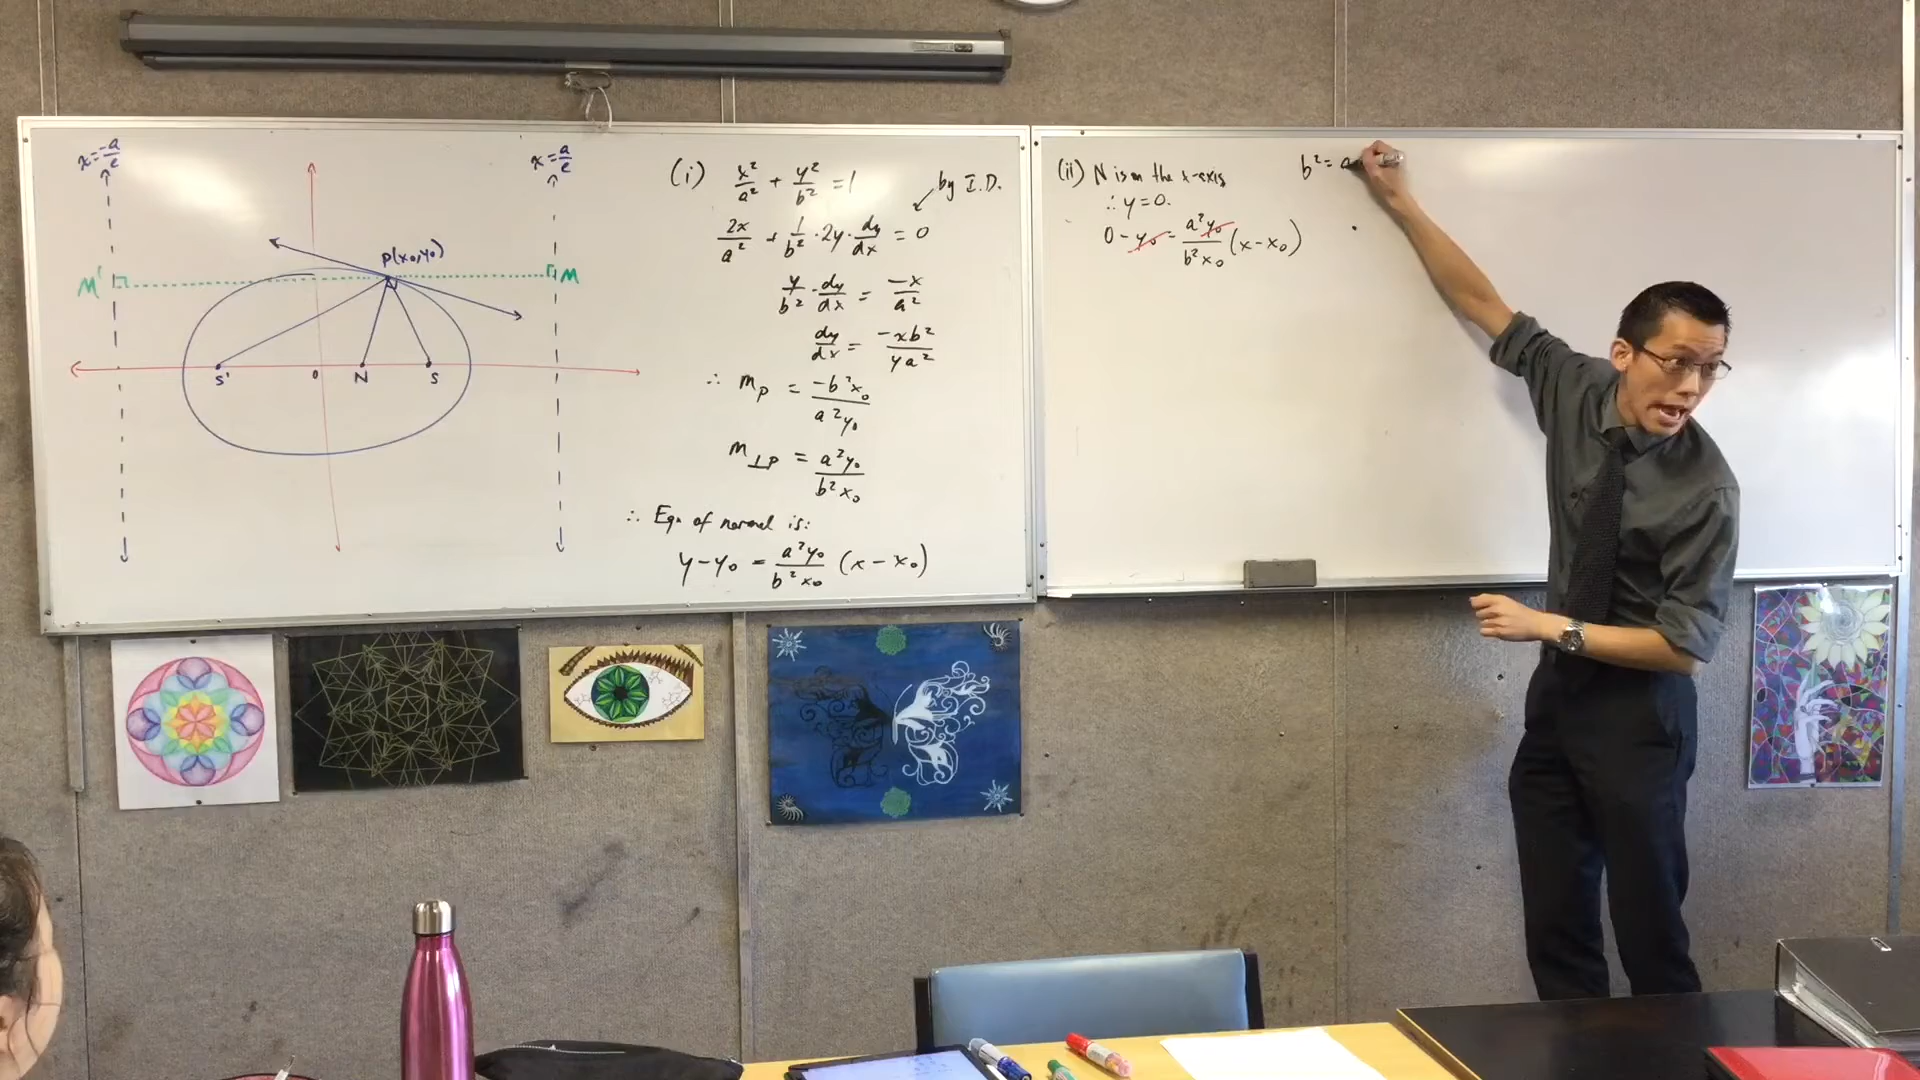 x = -a/e
x = a/e
P(x₀, y₀)
M'
M
S'
0
N
S
(i) x²/a² + y²/b² = 1
by I.D.
2x/a² + 1/b² · 2y · dy/dx = 0
y/b² · dy/dx = -x/a²
dy/dx = -xb²/ya²
∴ m_P = -b²x₀/a²y₀
m_⊥P = a²y₀/b²x₀
∴ Eqn of normal is:
y - y₀ = a²y₀/b²x₀ (x - x₀)
(ii) N is on the x-axis
∴ y = 0.
0 - y₀ = a²y₀/b²x₀ (x - x₀)
b² = a